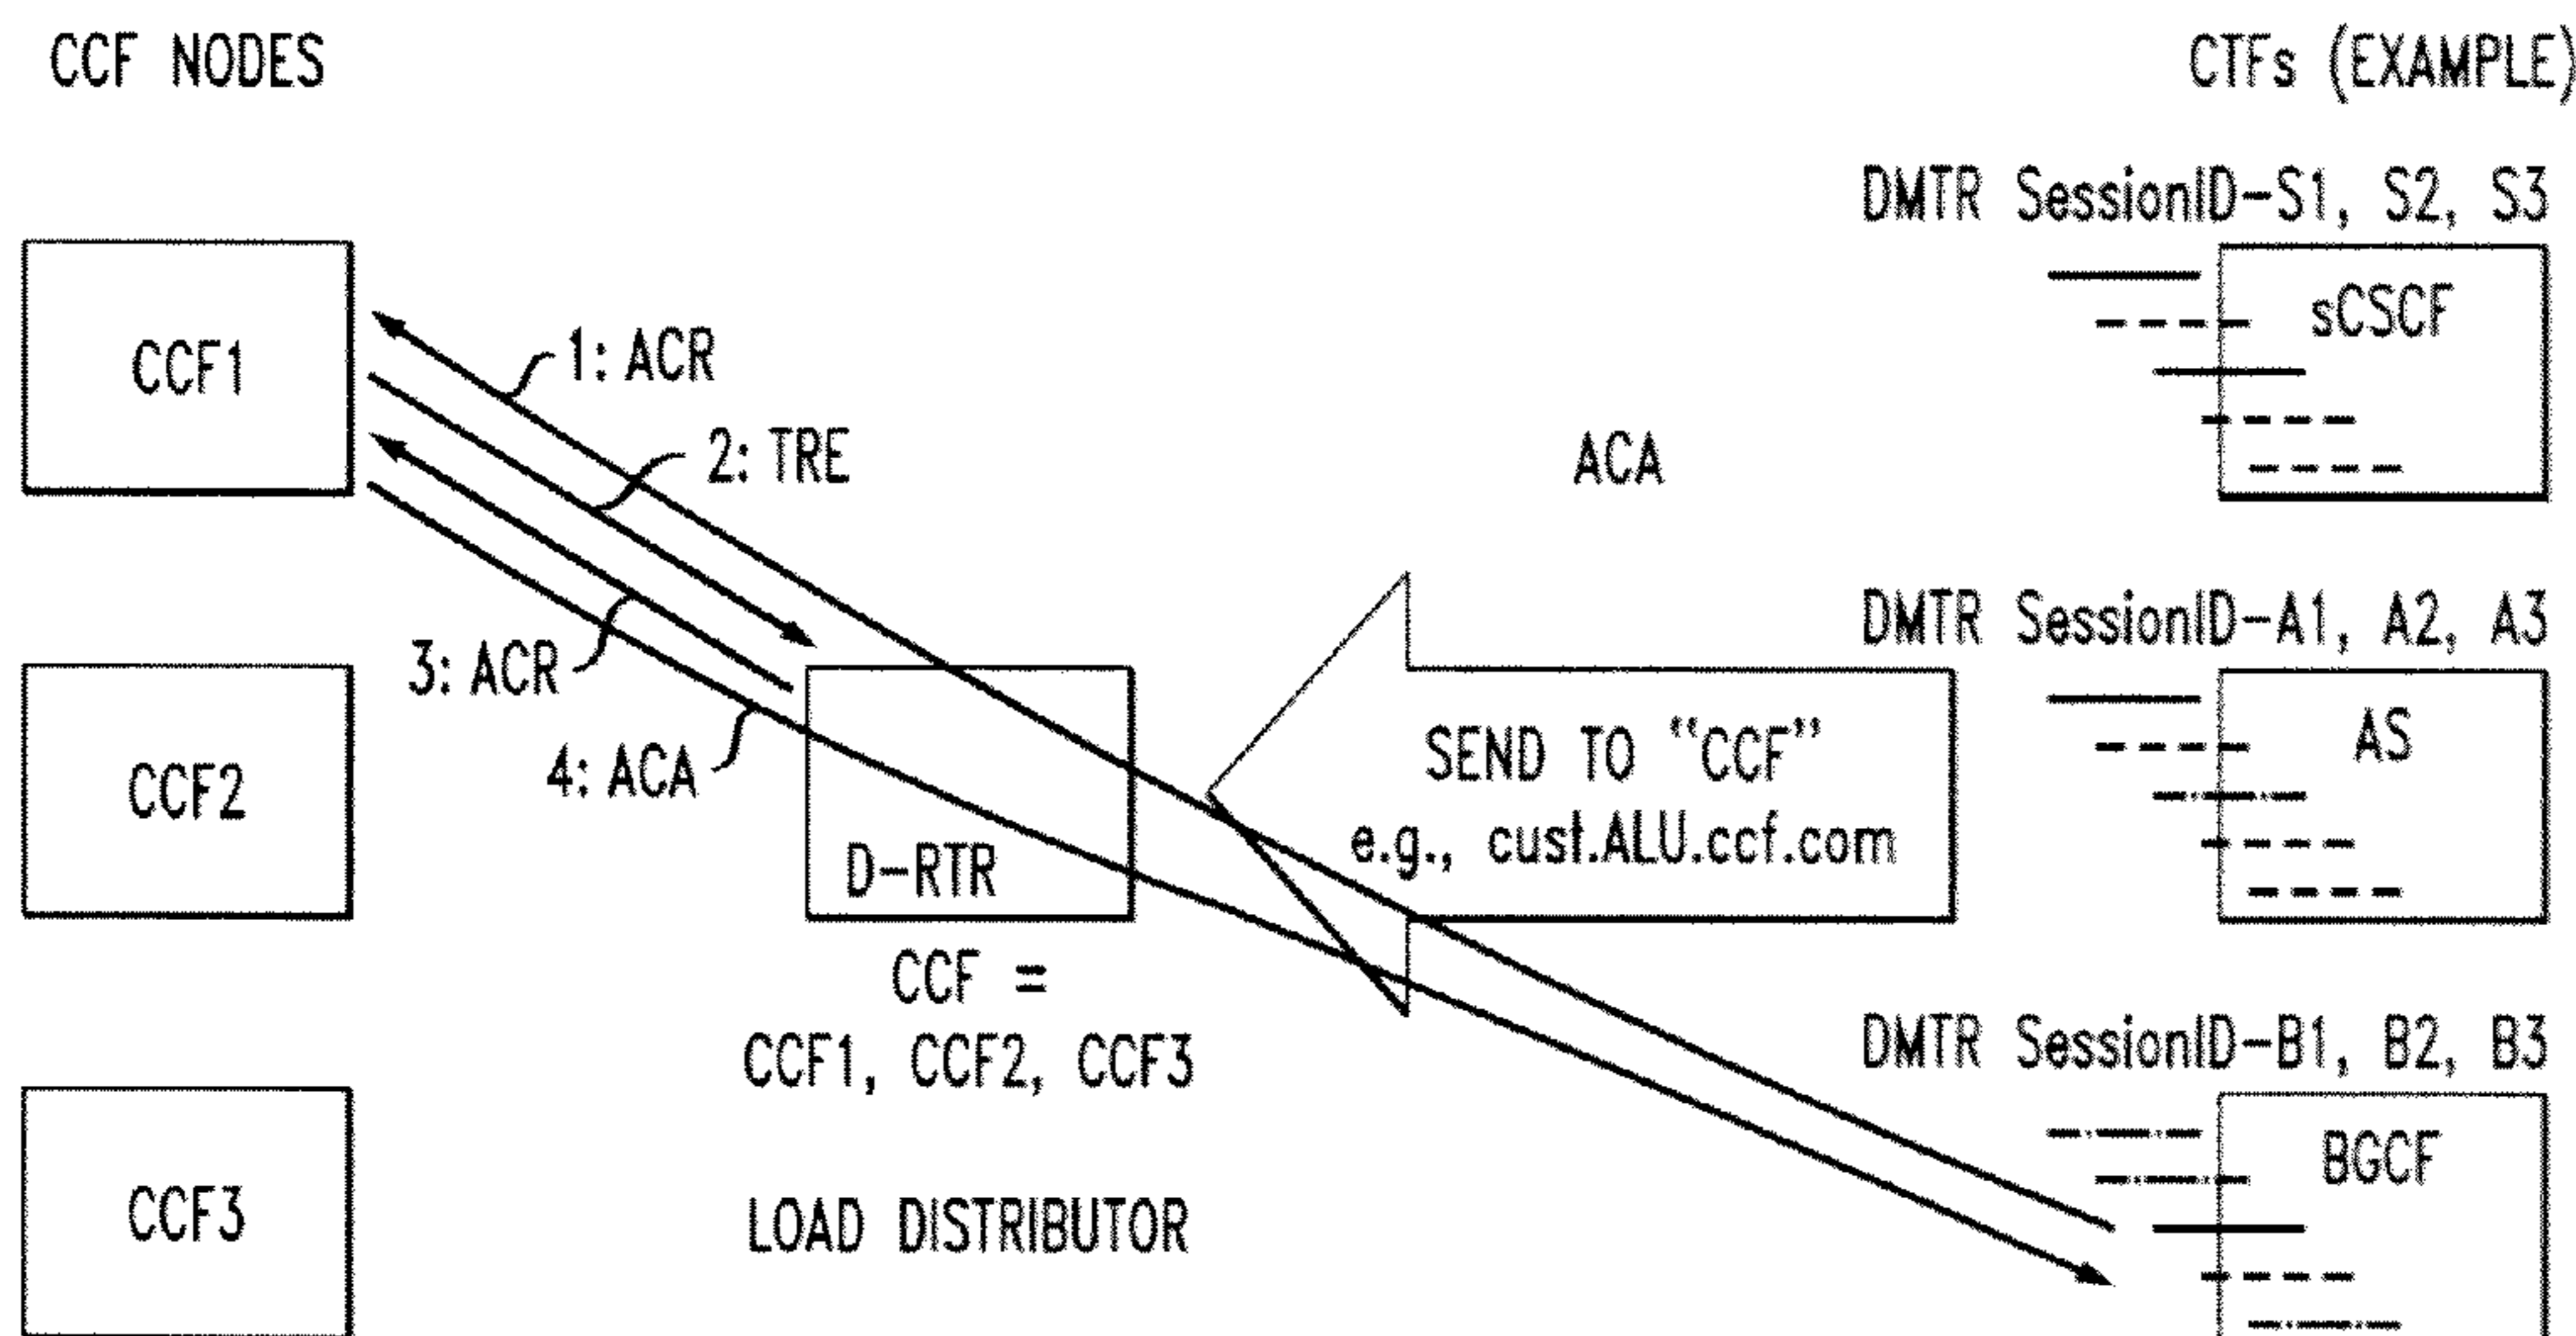 CCF NODES
CTFs (EXAMPLE)
DMTR SessionID-S1, S2, S3
CCF1
sCSCF
1: ACR
2: TRE
ACA
3: ACR
4: ACA
DMTR SessionID-A1, A2, A3
CCF2
D-RTR
SEND TO "CCF"
e.g., cust.ALU.ccf.com
AS
CCF =
CCF1, CCF2, CCF3
DMTR SessionID-B1, B2, B3
CCF3
LOAD DISTRIBUTOR
BGCF